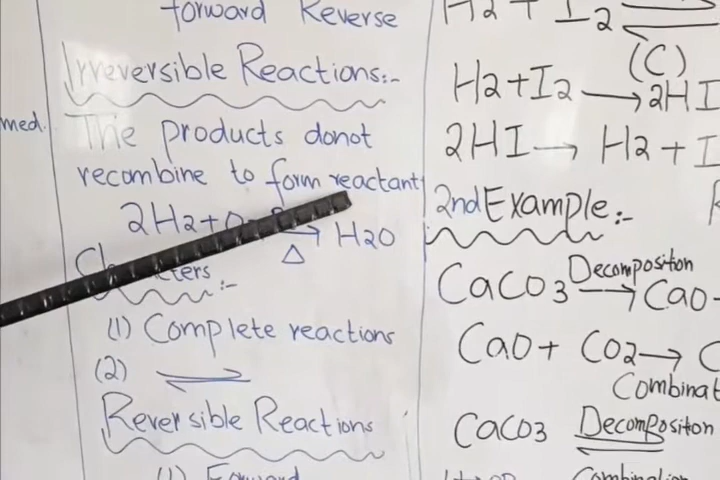 forward Reverse
Irreversible Reactions:-
med.
The products donot
recombine to form reactant
2H2+O
→ H2O
Δ
:-
(1) Complete reactions
(2) ⇌
Reversible Reactions
(1) Forward
H2 + I2
(C)
H2+I2 → 2HI
2HI → H2 + I
2nd Example:-
CaCO3 Decomposition → CaO
CaO + CO2 → C
Combinat
CaCO3 Decomposition
Combination